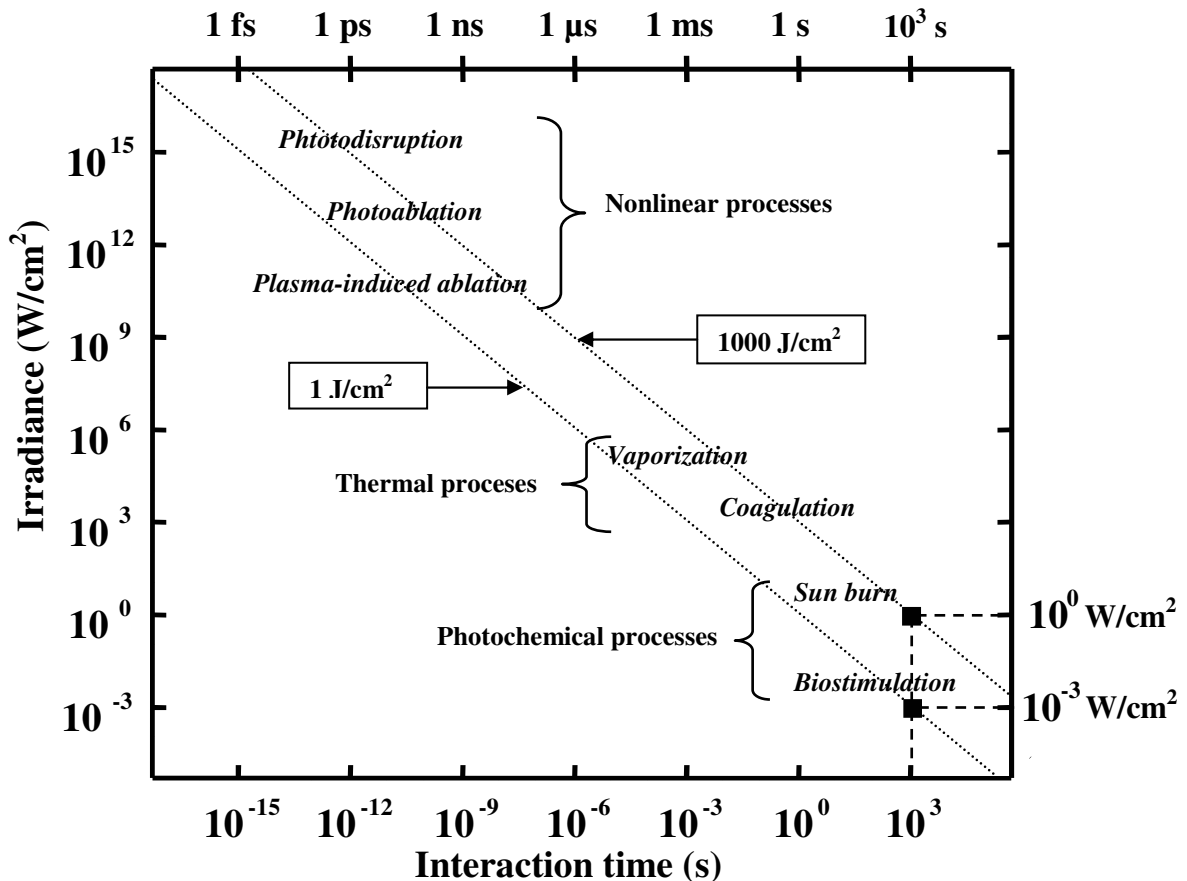 1 fs 1 ps 1 ns 1 µs 1 ms 1 s 10³ s
Phtotodisruption
10¹⁵
Nonlinear processes
Photoablation
10¹²
Plasma-induced ablation
10⁹
1000 J/cm²
1 J/cm²
10⁶
Vaporization
Thermal proceses
Coagulation
10³
Sun burn
10⁰
10⁰ W/cm²
Photochemical processes
Biostimulation
10⁻³
10⁻³ W/cm²
Irradiance (W/cm²)
10⁻¹⁵ 10⁻¹² 10⁻⁹ 10⁻⁶ 10⁻³ 10⁰ 10³
Interaction time (s)